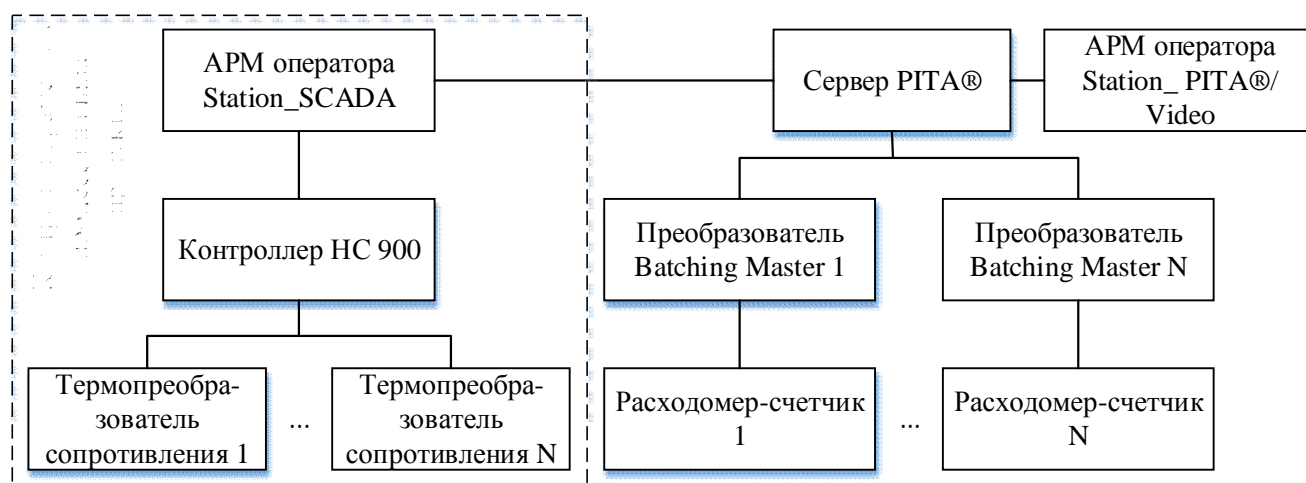 АРМ оператора
Station_SCADA
Сервер PITA®
АРМ оператора
Station_ PITA®/
Video
Контроллер HC 900
Преобразователь
Batching Master 1
Преобразователь
Batching Master N
Термопреобра-
зователь
сопротивления 1
...
Термопреобра-
зователь
сопротивления N
Расходомер-счетчик
1
...
Расходомер-счетчик
N